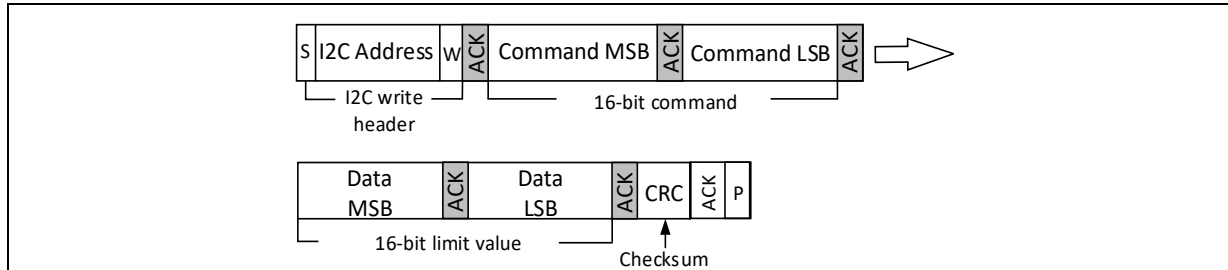 S I2C Address W ACK Command MSB ACK Command LSB ACK
I2C write
header
16-bit command
Data
MSB
ACK
Data
LSB
ACK CRC ACK P
16-bit limit value
Checksum